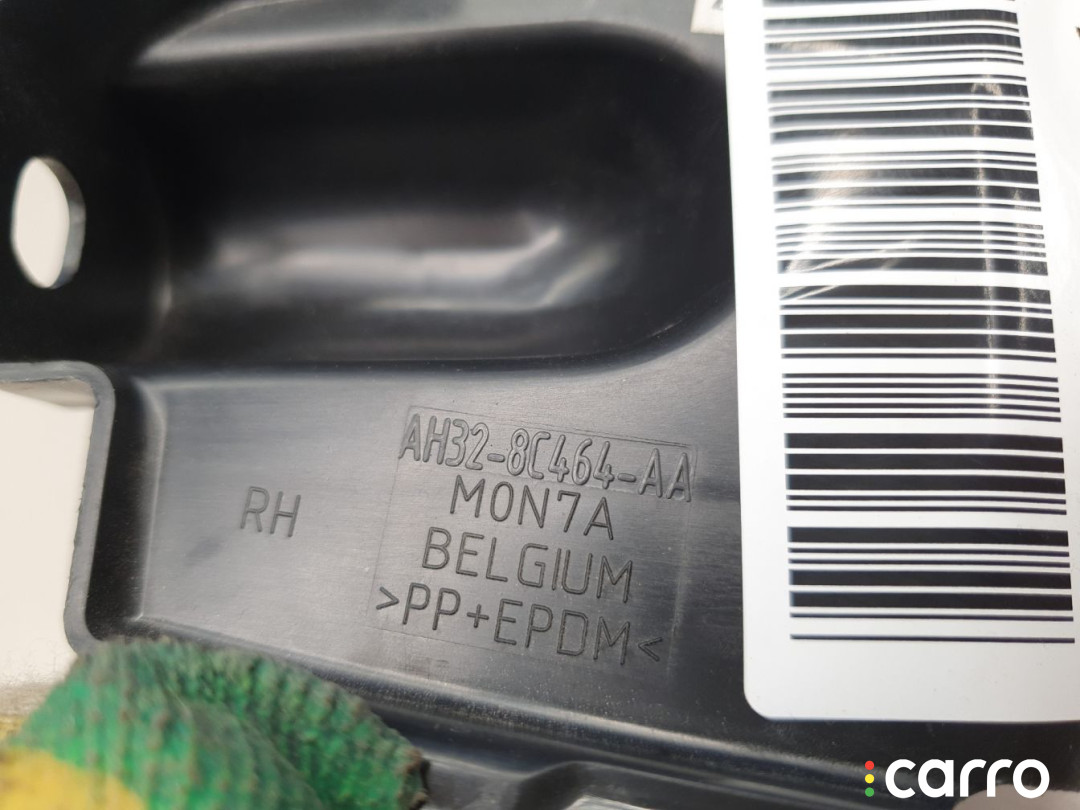 AH32-8C464-AA
M0N7A
RH
BELGIUM
>PP+EPDM<
carro